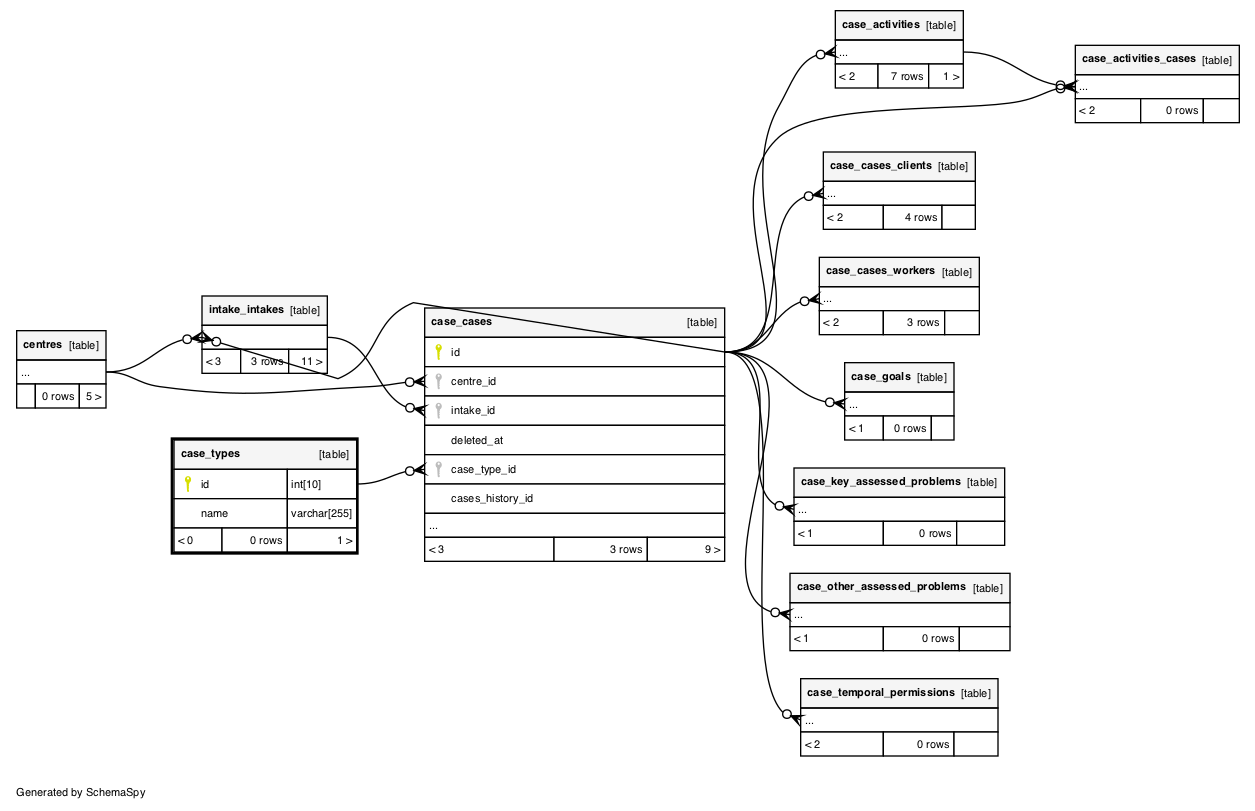 case_activities [table]
...
< 2 7 rows 1 >
case_activities_cases [table]
...
< 2 0 rows
case_cases_clients [table]
...
< 2 4 rows
case_cases_workers [table]
...
< 2 3 rows
intake_intakes [table]
< 3 3 rows 11 >
centres [table]
...
0 rows 5 >
case_cases [table]
id
centre_id
intake_id
deleted_at
case_type_id
cases_history_id
...
< 3 3 rows 9 >
case_types [table]
id int[10]
name varchar[255]
< 0 0 rows 1 >
case_goals [table]
...
< 1 0 rows
case_key_assessed_problems [table]
...
< 1 0 rows
case_other_assessed_problems [table]
...
< 1 0 rows
case_temporal_permissions [table]
...
< 2 0 rows
Generated by SchemaSpy